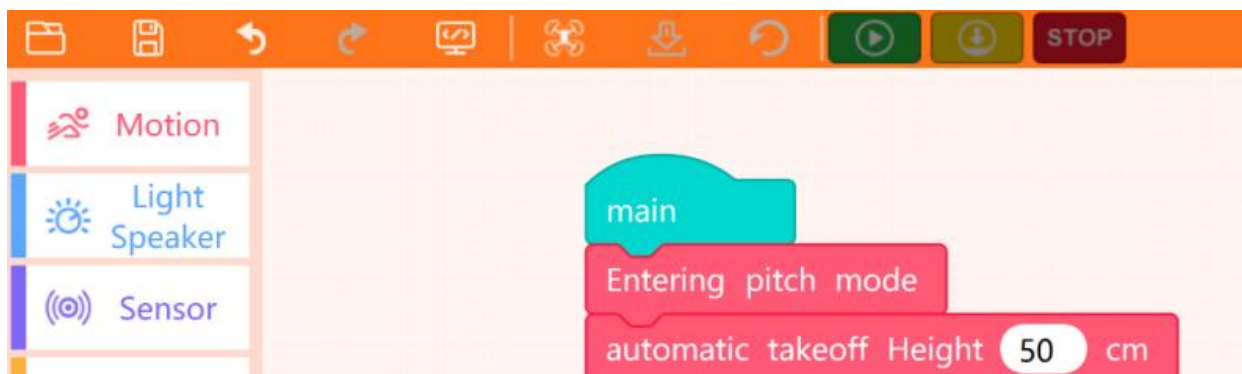 STOP
Motion
main
Light
Speaker
Entering pitch mode
Sensor
automatic takeoff Height 50 cm